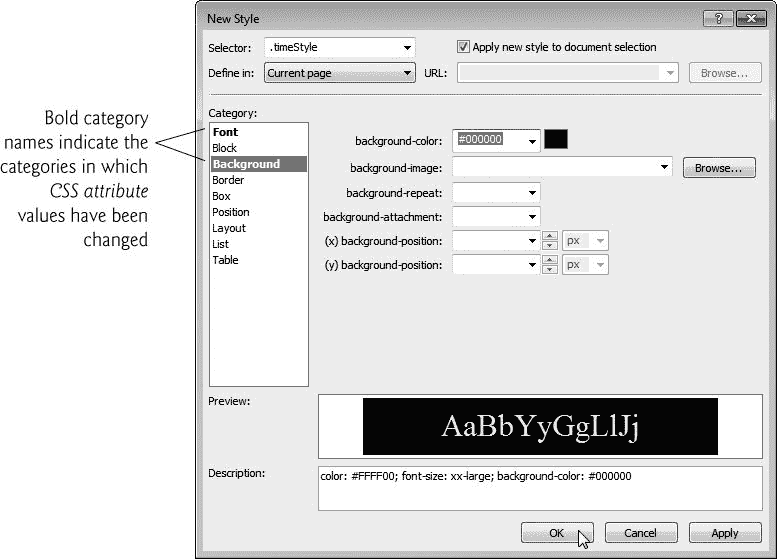 New Style
Selector: .timeStyle Apply new style to document selection
Define in: Current page URL: Browse...
Category:
Bold category
names indicate the
categories in which
CSS attribute
values have been
changed
Font
Block
Background
Border
Box
Position
Layout
List
Table
background-color: #000000
background-image: Browse...
background-repeat:
background-attachment:
(x) background-position: px
(y) background-position: px
Preview: AaBbYyGgLlJj
Description: color: #FFFF00; font-size: xx-large; background-color: #000000
OK Cancel Apply